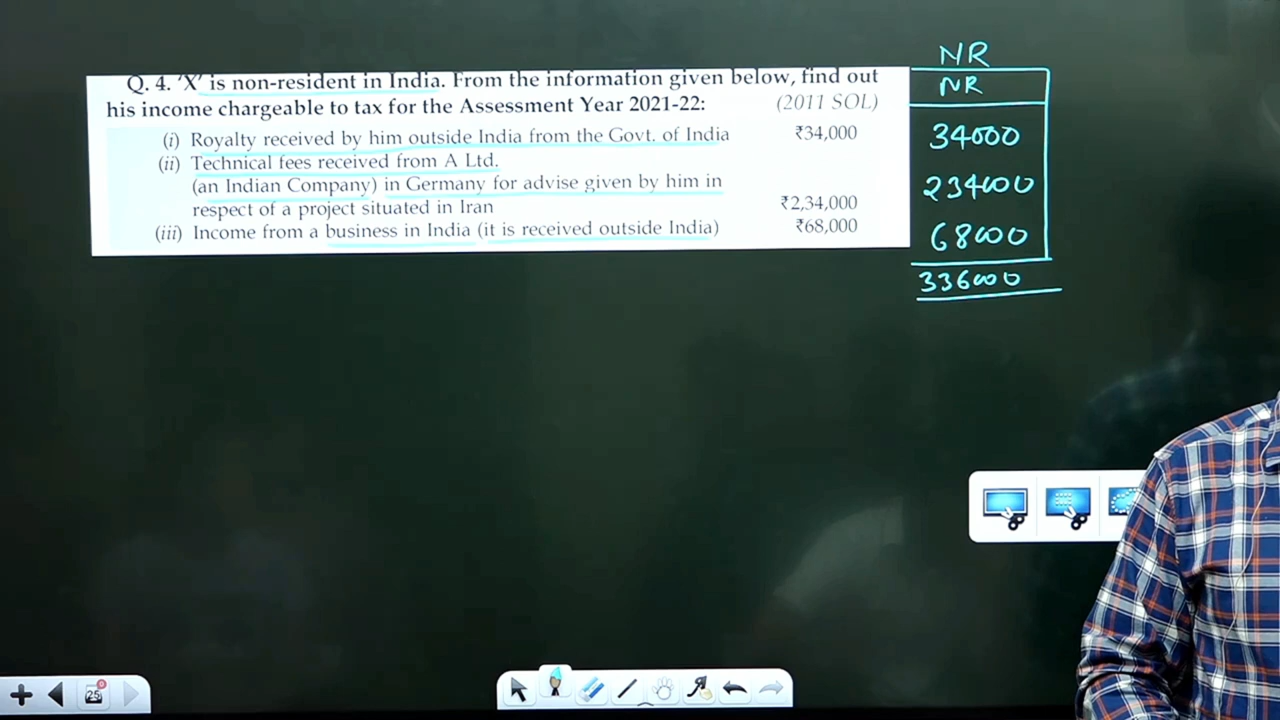 NR
Q. 4. 'X' is non-resident in India. From the information given below, find out
his income chargeable to tax for the Assessment Year 2021-22: (2011 SOL)
(i) Royalty received by him outside India from the Govt. of India ₹34,000
(ii) Technical fees received from A Ltd.
(an Indian Company) in Germany for advise given by him in
respect of a project situated in Iran ₹2,34,000
(iii) Income from a business in India (it is received outside India) ₹68,000
NR
34000
234000
68000
336000
25
0